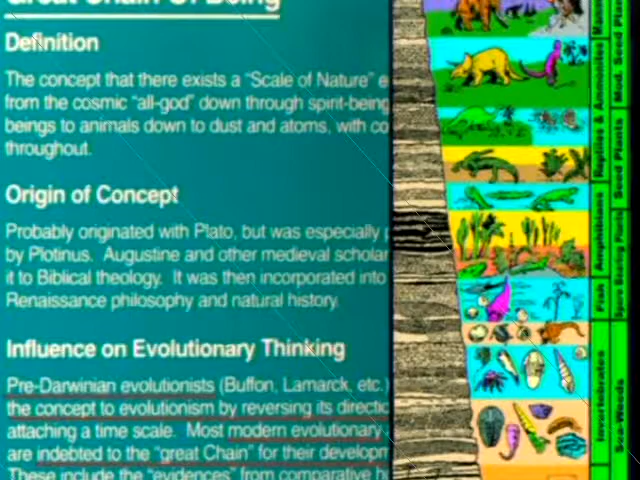 Great Chain Of Being
Definition
The concept that there exists a "Scale of Nature" e
from the cosmic "all-god" down through spirit-being
beings to animals down to dust and atoms, with co
throughout.
Origin of Concept
Probably originated with Plato, but was especially p
by Plotinus. Augustine and other medieval scholar
it to Biblical theology. It was then incorporated into
Renaissance philosophy and natural history.
Influence on Evolutionary Thinking
Pre-Darwinian evolutionists (Buffon, Lamarck, etc.)
the concept to evolutionism by reversing its directio
attaching a time scale. Most modern evolutionary
are indebted to the "great Chain" for their developm
These include the "evidences" from comparative
Mam
Seed Plan
Reptiles & Ammonites
Mud.
Seed Plants
Amphibians
Spore Bearing Plants
Fish
Invertebrates
Sea-Weeds